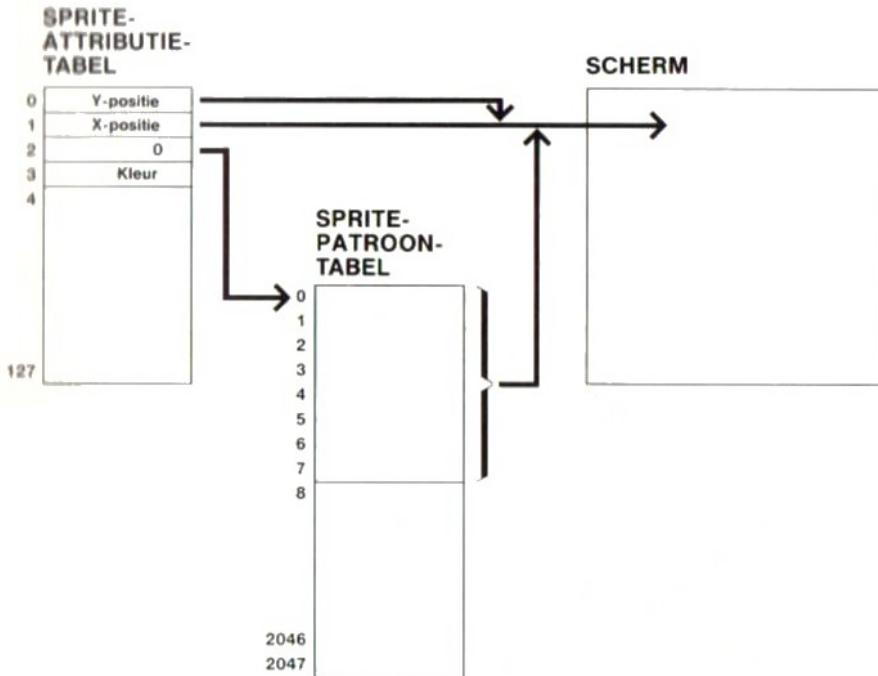 SPRITE-
ATTRIBUTIE-
TABEL
0 Y-positie
1 X-positie
2 0
3 Kleur
4
127
SCHERM
SPRITE-
PATROON-
TABEL
0
1
2
3
4
5
6
7
8
2046
2047